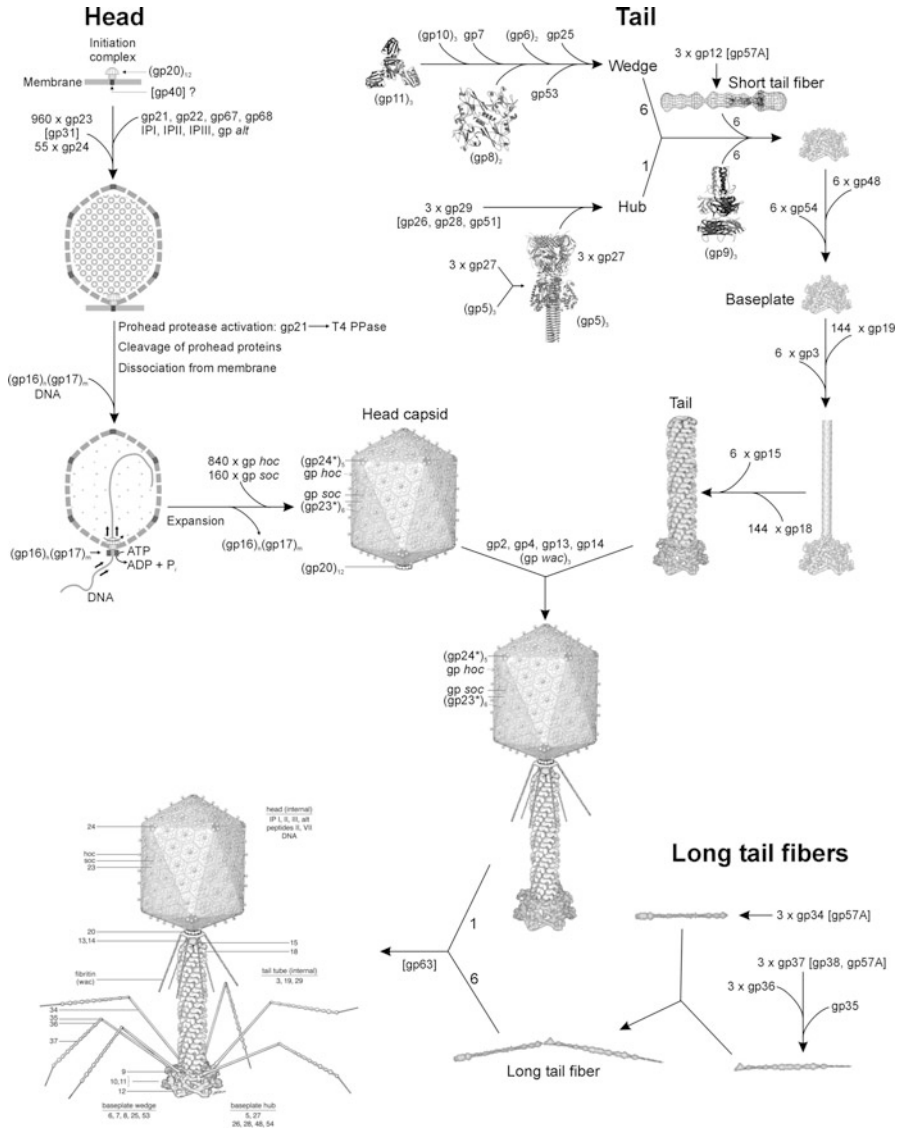 Head
Initiation
complex
(gp20)₁₂
Membrane
[gp40] ?
960 x gp23
[gp31]
55 x gp24
gp21, gp22, gp67, gp68
IPI, IPII, IPIII, gp alt
Prohead protease activation: gp21 → T4 PPase
Cleavage of prohead proteins
Dissociation from membrane
(gp16)ₙ(gp17)ₘ
DNA
840 x gp hoc
160 x gp soc
Expansion
(gp16)ₙ(gp17)ₘ
(gp16)ₙ(gp17)ₘ
ATP
ADP + Pᵢ
DNA
Head capsid
(gp24*)₅
gp hoc
gp soc
(gp23*)₆
(gp20)₁₂
Tail
(gp11)₃
(gp10)₃ gp7 (gp6)₂ gp25
(gp8)₂
gp53
Wedge
6
1
Hub
3 x gp12 [gp57A]
Short tail fiber
6
6
(gp9)₃
3 x gp29
[gp26, gp28, gp51]
3 x gp27
(gp5)₃
3 x gp27
(gp5)₃
6 x gp48
6 x gp54
Baseplate
144 x gp19
6 x gp3
Tail
6 x gp15
144 x gp18
gp2, gp4, gp13, gp14
(gp wac)₃
(gp24*)₅
gp hoc
gp soc
(gp23*)₆
1
6
[gp63]
Long tail fibers
3 x gp34 [gp57A]
3 x gp37 [gp38, gp57A]
3 x gp36
gp35
Long tail fiber
head (internal)
IP I, II, III, alt
peptides II, VII
DNA
24
hoc
soc
23
20
13,14
15
18
fibritin
(wac)
tail tube (internal)
3, 19, 29
34
35
36
37
9
10,11
12
baseplate wedge
6, 7, 8, 25, 53
baseplate hub
5, 27
26, 28, 48, 54